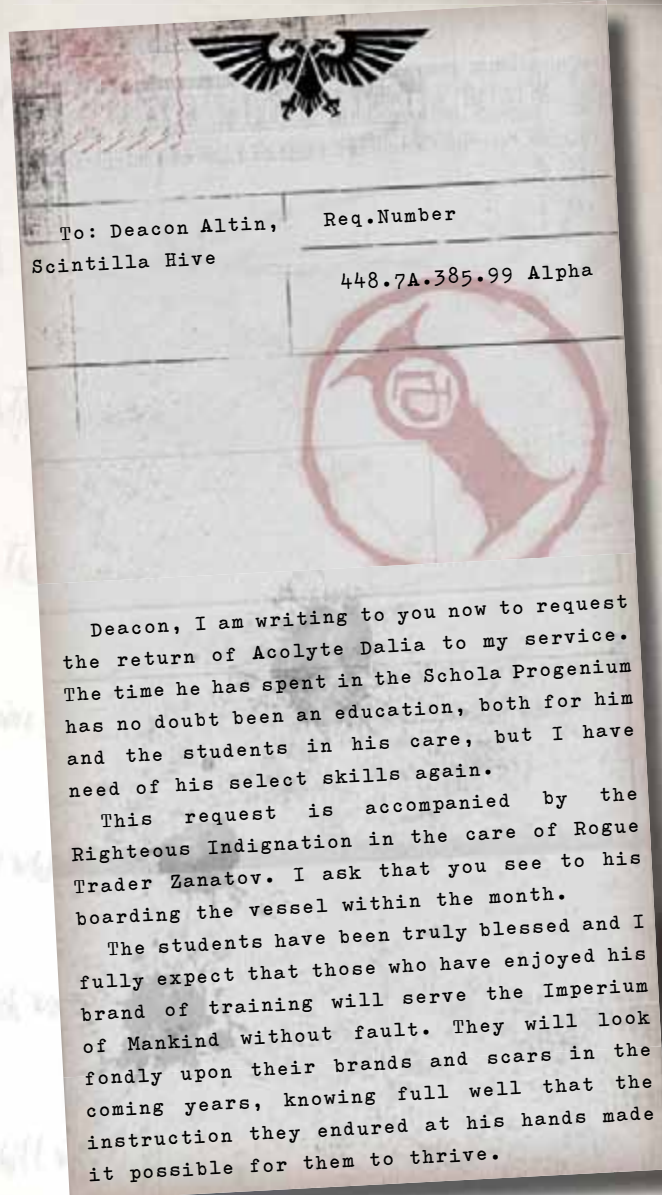 To: Deacon Altin,
Scintilla Hive
Req.Number
448.7A.385.99 Alpha
Deacon, I am writing to you now to request
the return of Acolyte Dalia to my service.
The time he has spent in the Schola Progenium
has no doubt been an education, both for him
and the students in his care, but I have
need of his select skills again.
This request is accompanied by the
Righteous Indignation in the care of Rogue
Trader Zanatov. I ask that you see to his
boarding the vessel within the month.
The students have been truly blessed and I
fully expect that those who have enjoyed his
brand of training will serve the Imperium
of Mankind without fault. They will look
fondly upon their brands and scars in the
coming years, knowing full well that the
instruction they endured at his hands made
it possible for them to thrive.